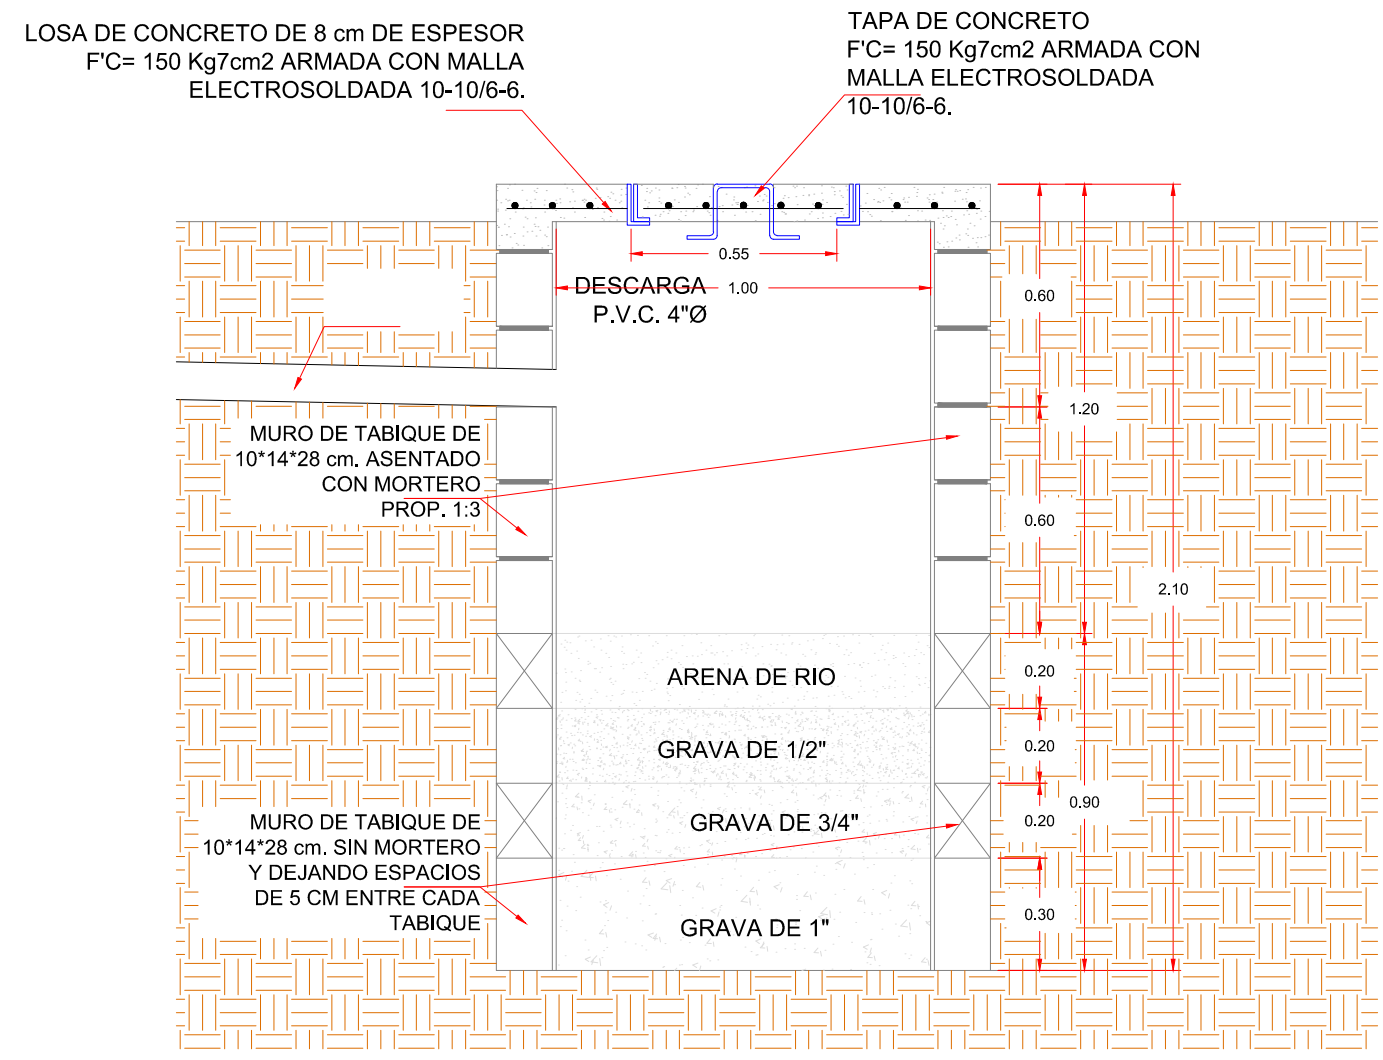 LOSA DE CONCRETO DE 8 cm DE ESPESOR
F'C= 150 Kg7cm2 ARMADA CON MALLA
ELECTROSOLDADA 10-10/6-6.
TAPA DE CONCRETO
F'C= 150 Kg7cm2 ARMADA CON
MALLA ELECTROSOLDADA
10-10/6-6.
0.55
DESCARGA
P.V.C. 4"Ø
1.00
0.60
1.20
MURO DE TABIQUE DE
10*14*28 cm. ASENTADO
CON MORTERO
PROP. 1:3
0.60
2.10
ARENA DE RIO
0.20
GRAVA DE 1/2"
0.20
0.90
GRAVA DE 3/4"
0.20
MURO DE TABIQUE DE
10*14*28 cm. SIN MORTERO
Y DEJANDO ESPACIOS
DE 5 CM ENTRE CADA
TABIQUE
GRAVA DE 1"
0.30